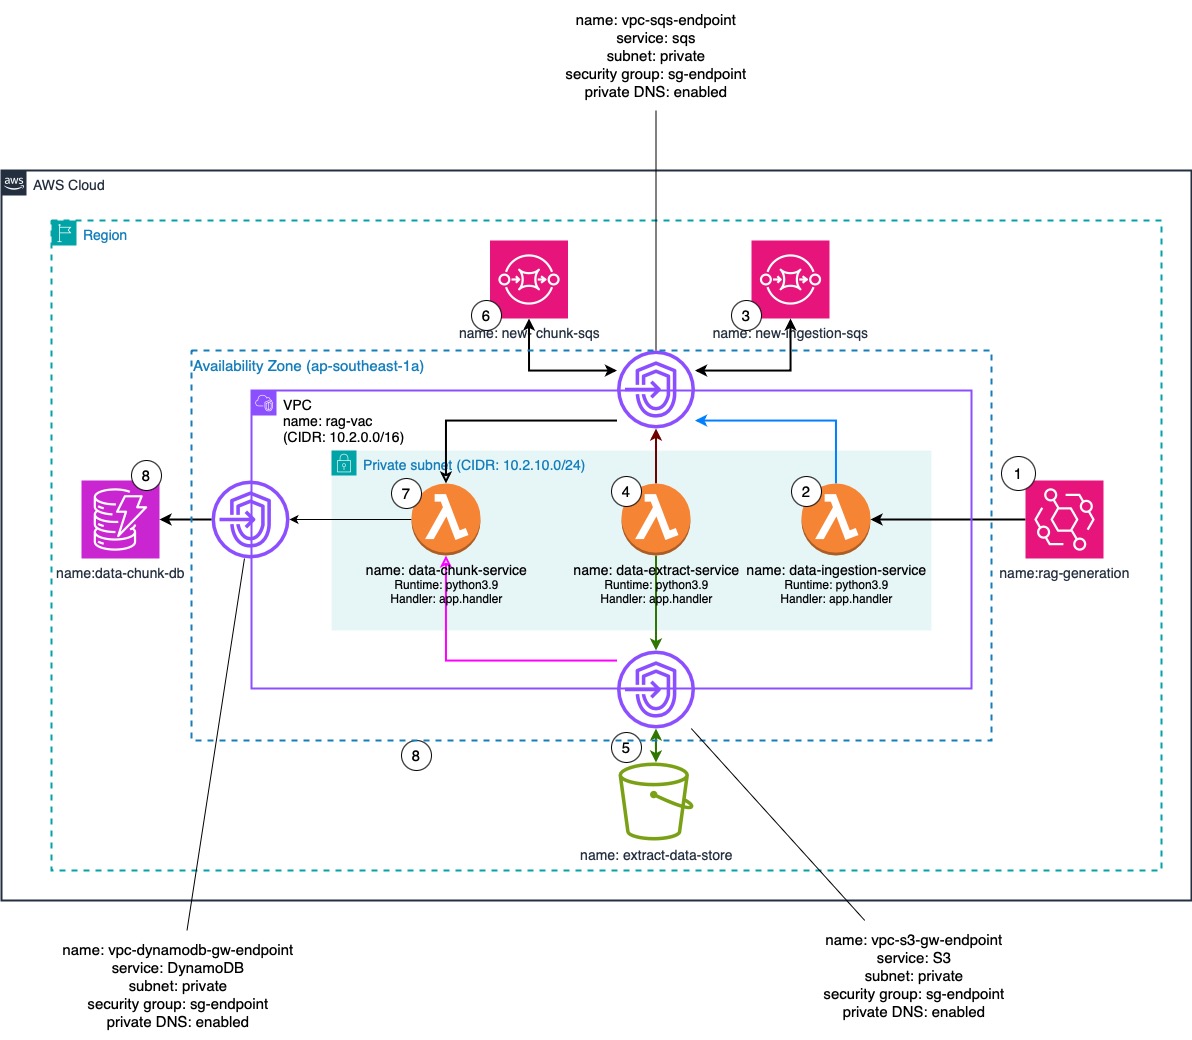 name: vpc-sqs-endpoint
service: sqs
subnet: private
security group: sg-endpoint
private DNS: enabled
aws
AWS Cloud
Region
6
name: new- chunk-sqs
3
name: new-ingestion-sqs
Availability Zone (ap-southeast-1a)
VPC
name: rag-vac
(CIDR: 10.2.0.0/16)
Private subnet (CIDR: 10.2.10.0/24)
8
name:data-chunk-db
7
name: data-chunk-service
Runtime: python3.9
Handler: app.handler
4
name: data-extract-service
Runtime: python3.9
Handler: app.handler
2
name: data-ingestion-service
Runtime: python3.9
Handler: app.handler
1
name:rag-generation
8
5
name: extract-data-store
name: vpc-dynamodb-gw-endpoint
service: DynamoDB
subnet: private
security group: sg-endpoint
private DNS: enabled
name: vpc-s3-gw-endpoint
service: S3
subnet: private
security group: sg-endpoint
private DNS: enabled